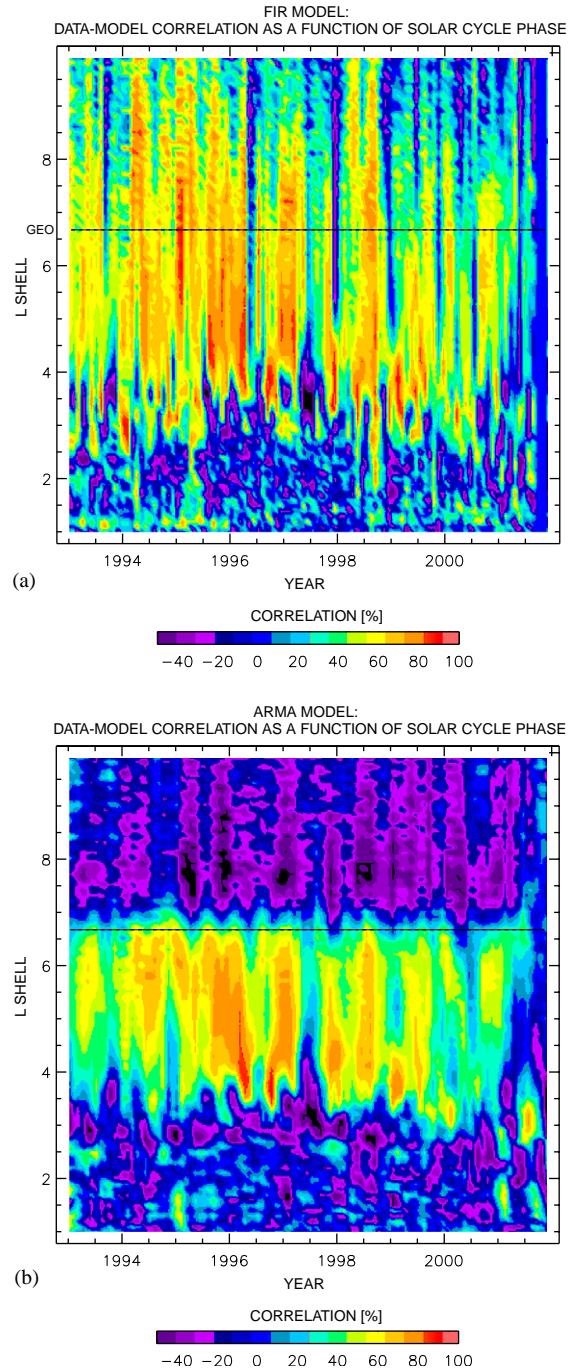 FIR MODEL:
DATA-MODEL CORRELATION AS A FUNCTION OF SOLAR CYCLE PHASE
8
GEO
6
L SHELL
4
2
1994 1996 1998 2000
(a)
YEAR
CORRELATION [%]
−40 −20 0 20 40 60 80 100
ARMA MODEL:
DATA-MODEL CORRELATION AS A FUNCTION OF SOLAR CYCLE PHASE
8
6
L SHELL
4
2
1994 1996 1998 2000
(b)
YEAR
CORRELATION [%]
−40 −20 0 20 40 60 80 100